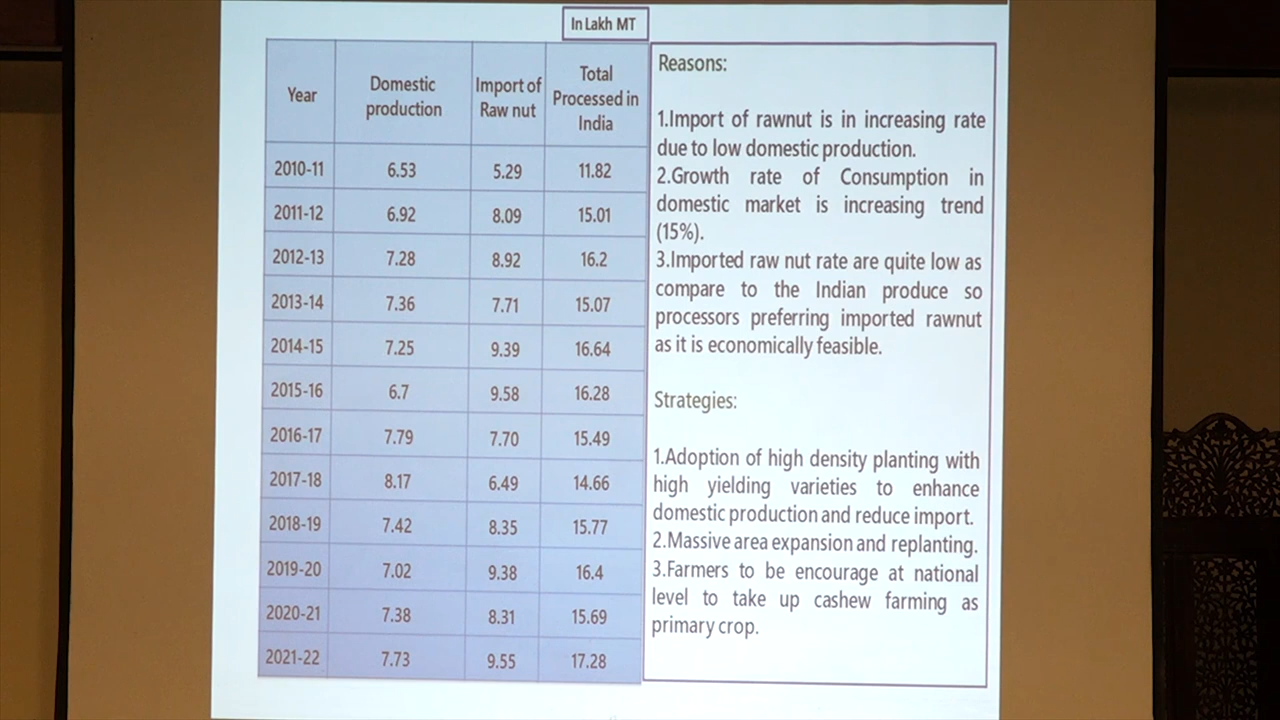 In Lakh MT
Year Domestic production Import of Raw nut Total Processed in India
2010-11 6.53 5.29 11.82
2011-12 6.92 8.09 15.01
2012-13 7.28 8.92 16.2
2013-14 7.36 7.71 15.07
2014-15 7.25 9.39 16.64
2015-16 6.7 9.58 16.28
2016-17 7.79 7.70 15.49
2017-18 8.17 6.49 14.66
2018-19 7.42 8.35 15.77
2019-20 7.02 9.38 16.4
2020-21 7.38 8.31 15.69
2021-22 7.73 9.55 17.28
Reasons:
1.Import of rawnut is in increasing rate
due to low domestic production.
2.Growth rate of Consumption in
domestic market is increasing trend
(15%).
3.Imported raw nut rate are quite low as
compare to the Indian produce so
processors preferring imported rawnut
as it is economically feasible.
Strategies:
1.Adoption of high density planting with
high yielding varieties to enhance
domestic production and reduce import.
2.Massive area expansion and replanting.
3.Farmers to be encourage at national
level to take up cashew farming as
primary crop.